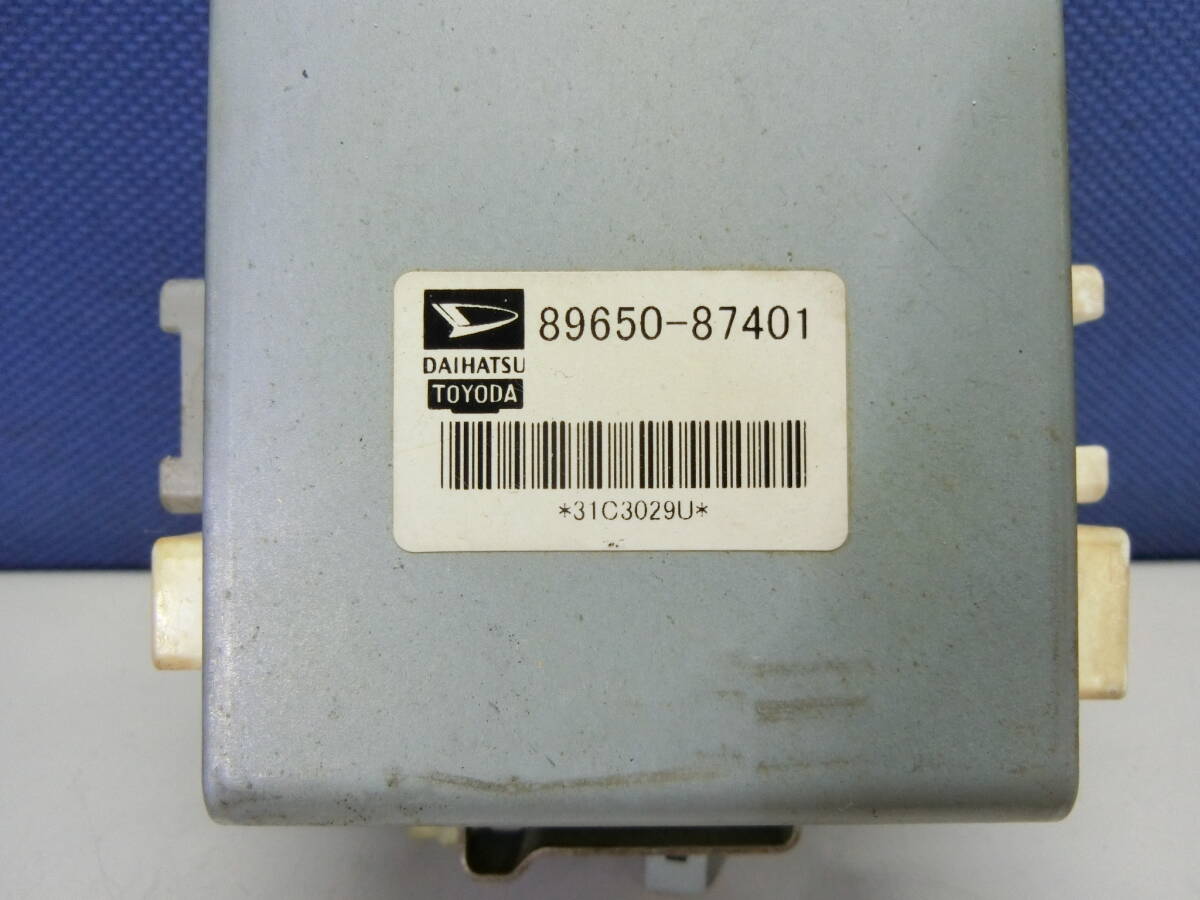 89650-87401
DAIHATSU
TOYODA
*31C3029U*